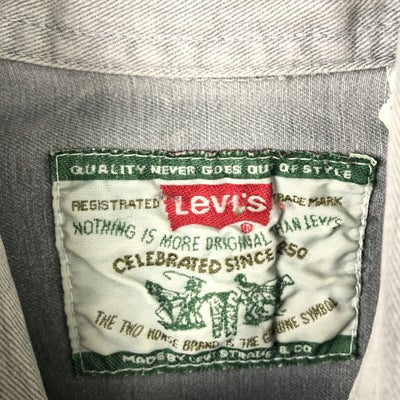 QUALITY NEVER GOES OUT OF STYLE
REGISTERED LEVI'S TRADE MARK
NOTHING IS MORE ORIGINAL THAN LEVI'S
CELEBRATED SINCE 1850
THE TWO HORSE BRAND IS THE GENUINE SYMBOL
MADE BY LEVI STRAUSS & CO